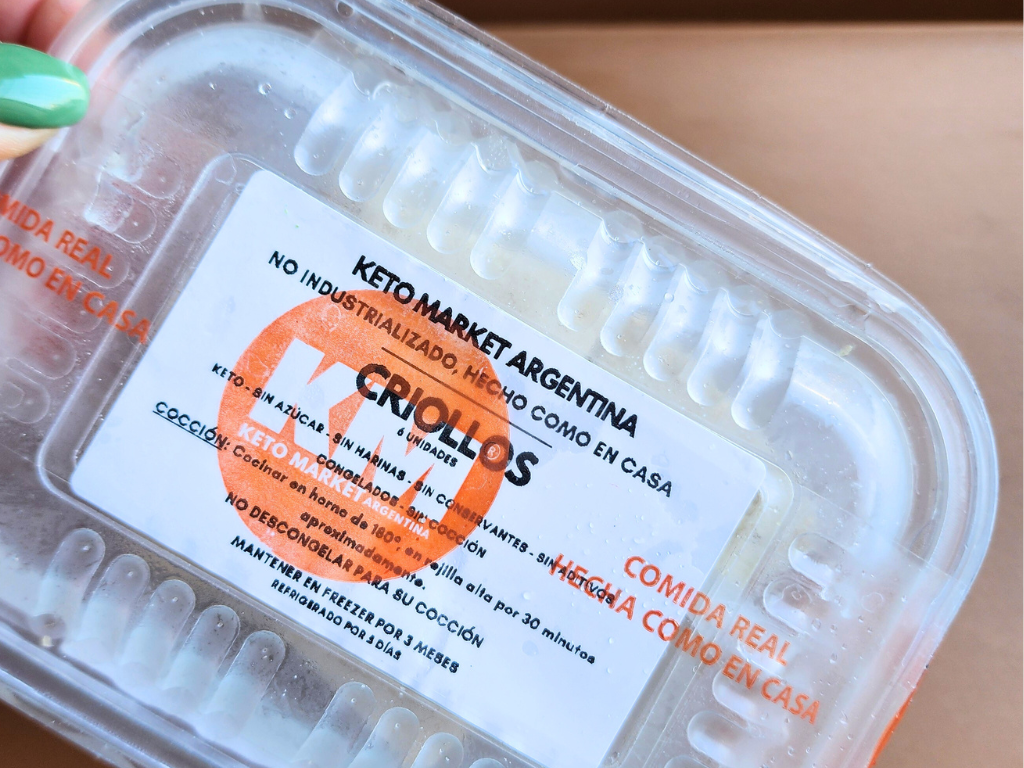 KETO MARKET ARGENTINA
NO INDUSTRIALIZADO, HECHO COMO EN CASA
CRIOLLOS
6 UNIDADES
KETO - SIN AZÚCAR - SIN HARINAS - SIN CONSERVANTES - SIN ADITIVOS
CONGELADOS - SIN COCCIÓN
COCCIÓN: Cocinar en horno de 180°, en rejilla alta por 30 minutos
aproximadamente.
NO DESCONGELAR PARA SU COCCIÓN
MANTENER EN FREEZER POR 3 MESES
REFRIGERADO POR 5 DÍAS
KM®
KETO MARKET
ARGENTINA
MIDA REAL
OMO EN CASA
COMIDA REAL
HECHA COMO EN CASA